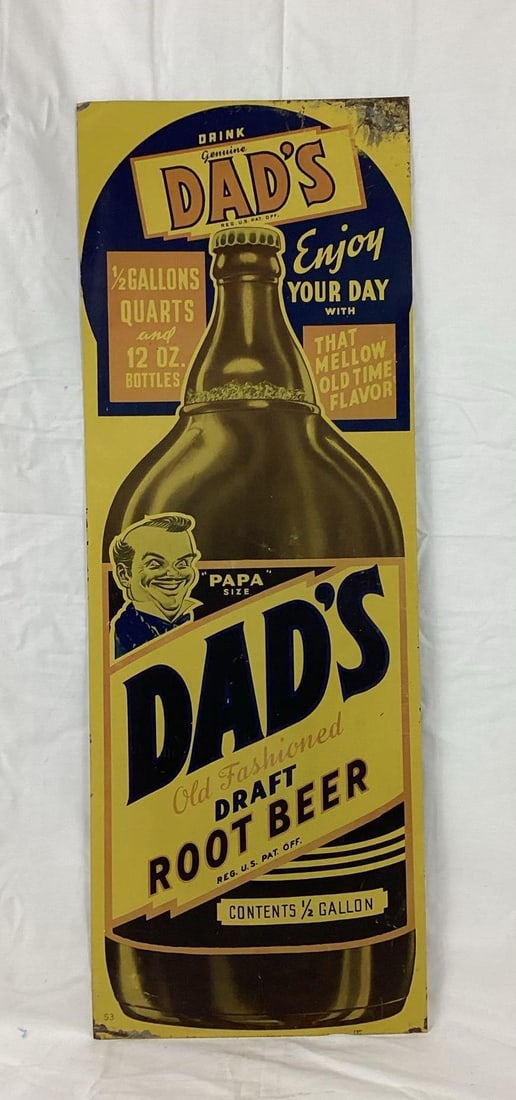 DRINK
Genuine
DAD'S
REG. U.S. PAT. OFF.
Enjoy
YOUR DAY
WITH
½ GALLONS
QUARTS
and
12 OZ.
BOTTLES
THAT
MELLOW
OLD TIME
FLAVOR
"PAPA"
SIZE
DAD'S
Old Fashioned
DRAFT
ROOT BEER
REG. U.S. PAT. OFF.
CONTENTS ½ GALLON
53